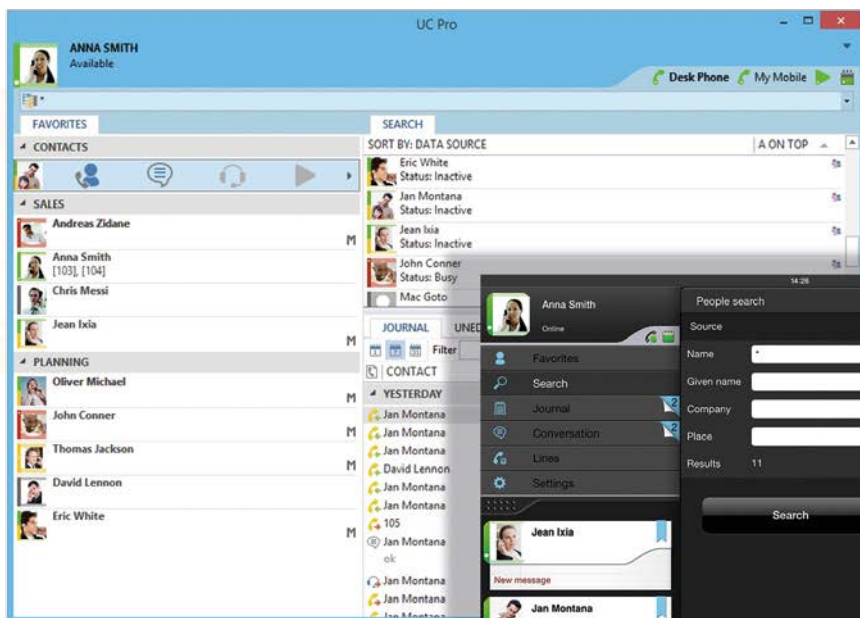 UC Pro
ANNA SMITH
Available
Desk Phone My Mobile
FAVORITES
CONTACTS
SALES
Andreas Zidane
M
Anna Smith
[103], [104]
Chris Messi
Jean Ixia
M
PLANNING
Oliver Michael
M
John Conner
M
Thomas Jackson
M
David Lennon
Eric White
M
SEARCH
SORT BY: DATA SOURCE A ON TOP
Eric White
Status: Inactive
Jan Montana
Status: Inactive
Jean Ixia
Status: Inactive
John Conner
Status: Busy
Mac Goto
JOURNAL UNED
Filter
CONTACT
YESTERDAY
Jan Montana
Jan Montana
Jan Montana
David Lennon
Jan Montana
Jan Montana
105
Jan Montana
ok
Jan Montana
Jan Montana
Jan Montana
14:26
Anna Smith
Online
Favorites
Search
Journal 2
Conversation 2
Lines
Settings
Jean Ixia
New message
Jan Montana
People search
Source
Name *
Given name
Company
Place
Results 11
Search